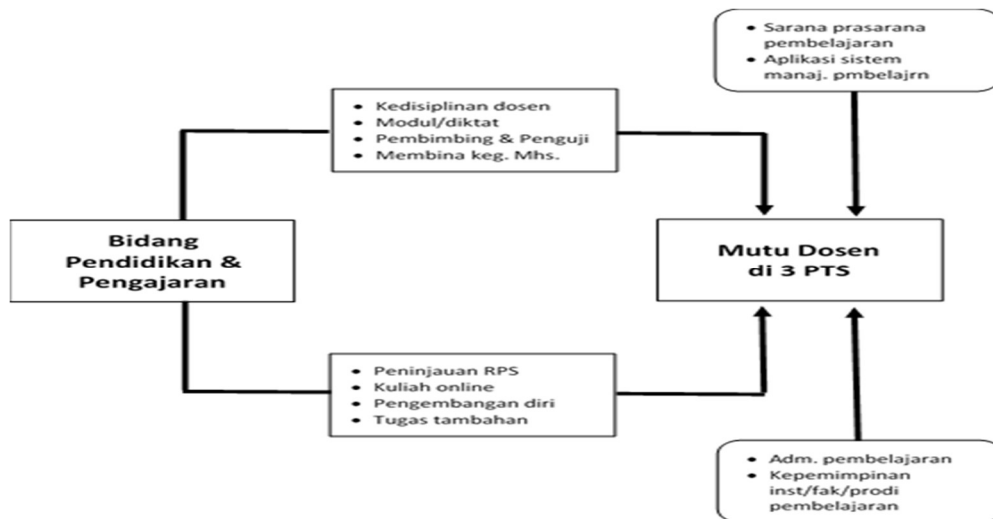 • Sarana prasarana
pembelajaran
• Aplikasi sistem
manaj. pmbelajrn
• Kedisiplinan dosen
• Modul/diktat
• Pembimbing & Penguji
• Membina keg. Mhs.
Bidang
Pendidikan &
Pengajaran
Mutu Dosen
di 3 PTS
• Peninjauan RPS
• Kuliah online
• Pengembangan diri
• Tugas tambahan
• Adm. pembelajaran
• Kepemimpinan
inst/fak/prodi
pembelajaran